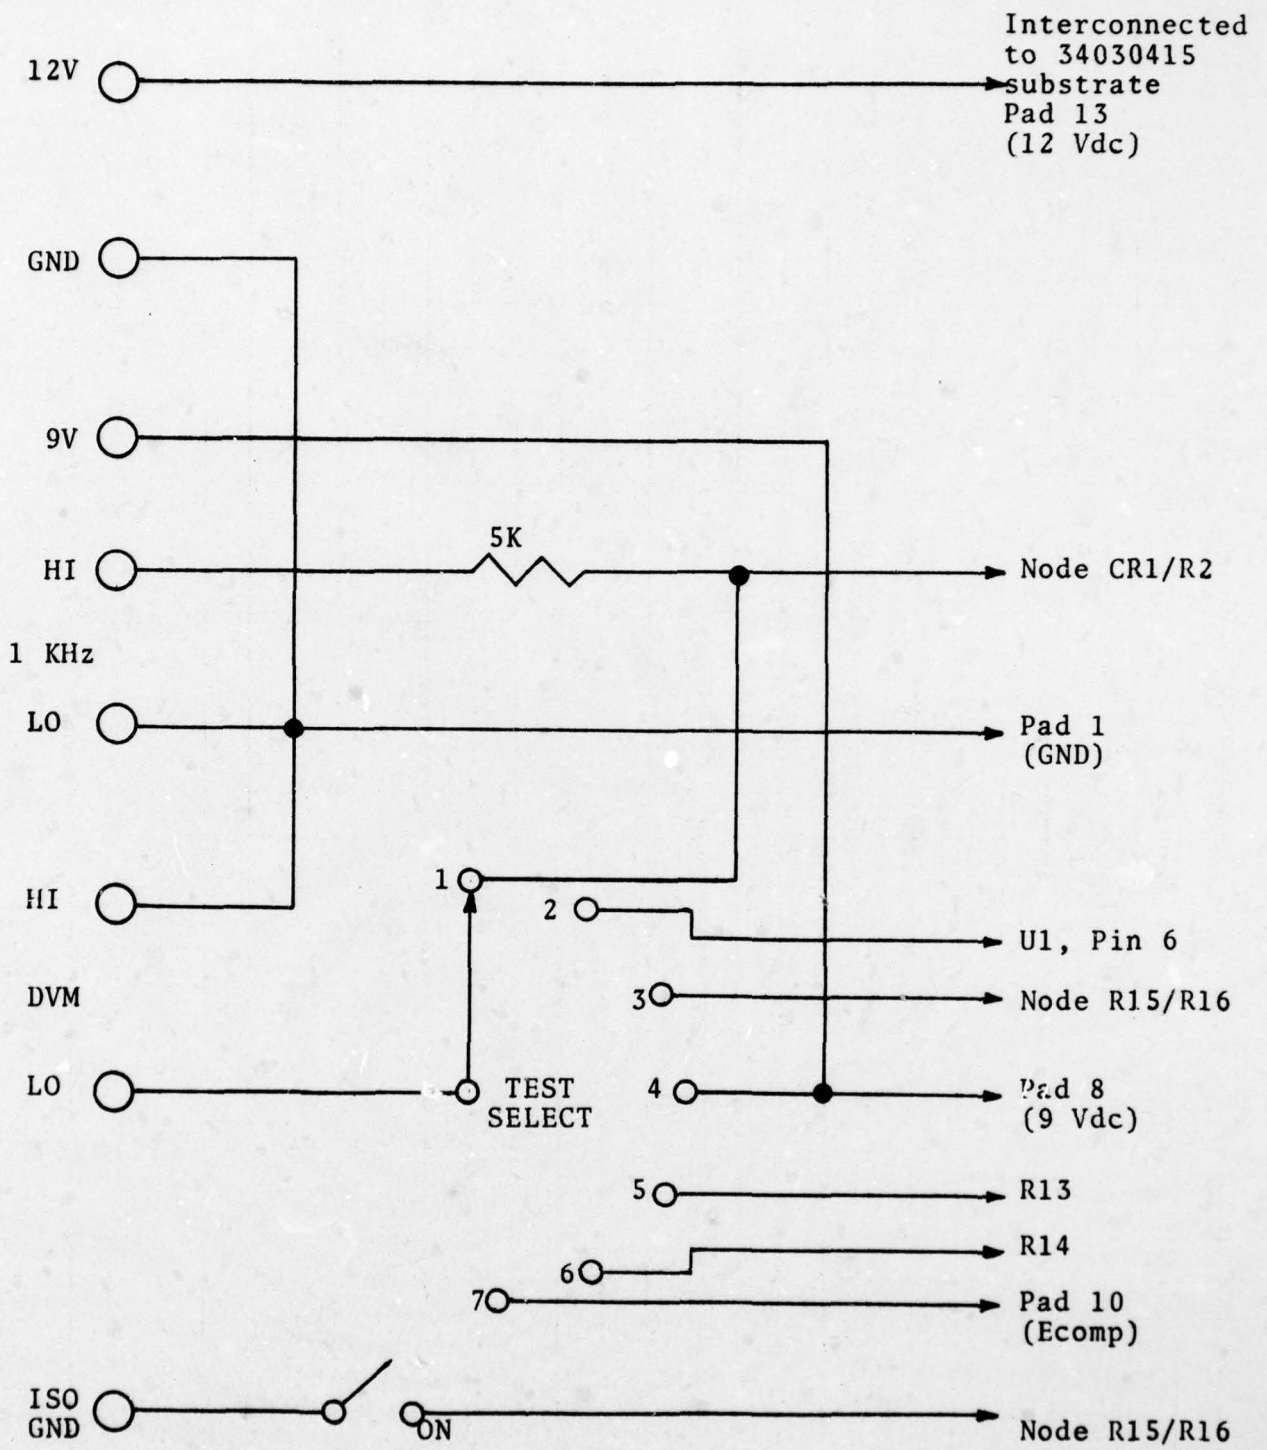 Interconnected
to 34030415
substrate
Pad 13
(12 Vdc)
12V
GND
9V
5K
HI
Node CR1/R2
1 KHz
LO
Pad 1
(GND)
1
HI
2
U1, Pin 6
DVM
3
Node R15/R16
LO
TEST
SELECT
4
Pad 8
(9 Vdc)
5
R13
R14
6
7
Pad 10
(Ecomp)
ISO
GND
ON
Node R15/R16